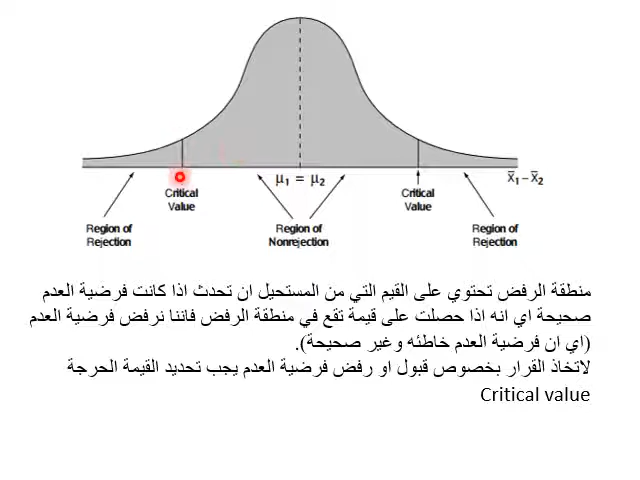 μ₁ = μ₂
x̄₁ − x̄₂
Critical
Value
Critical
Value
Region of
Rejection
Region of
Nonrejection
Region of
Rejection
منطقة الرفض تحتوي على القيم التي من المستحيل ان تحدث اذا كانت فرضية العدم
صحيحة اي انه اذا حصلت على قيمة تقع في منطقة الرفض فاننا نرفض فرضية العدم
(اي ان فرضية العدم خاطئه وغير صحيحة).
لاتخاذ القرار بخصوص قبول او رفض فرضية العدم يجب تحديد القيمة الحرجة
Critical value